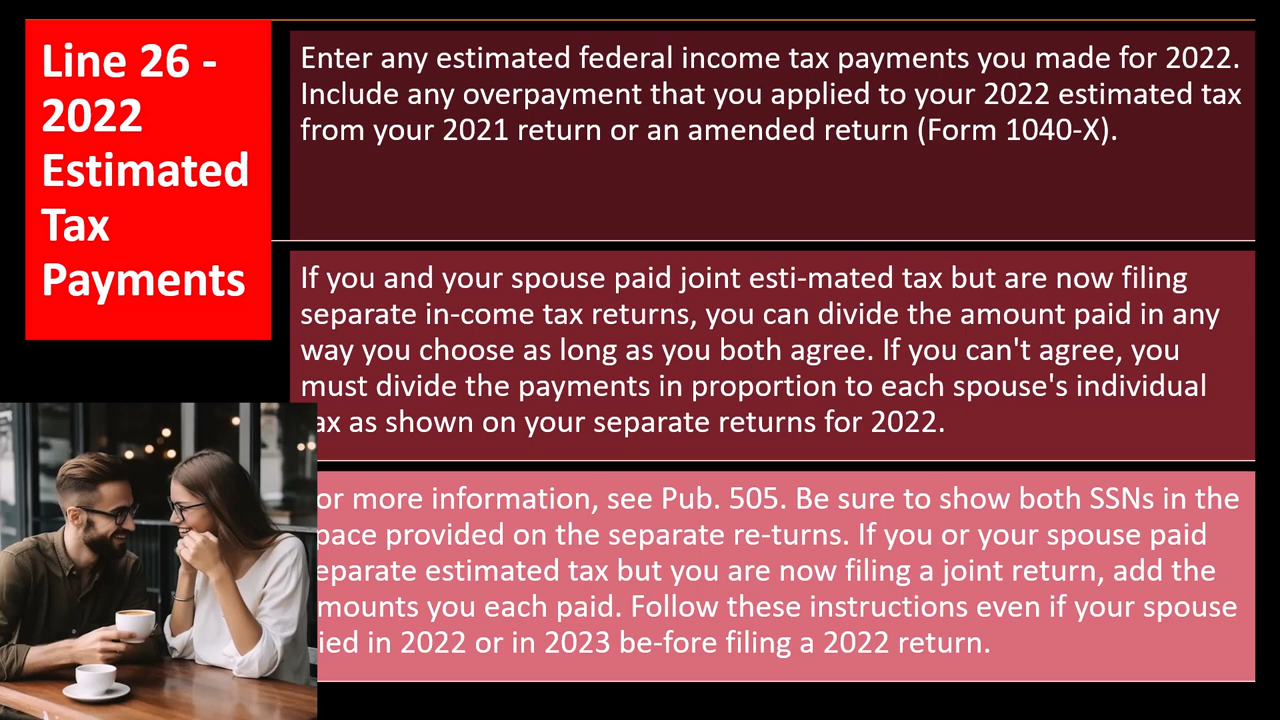 Line 26 -
2022
Estimated
Tax
Payments
Enter any estimated federal income tax payments you made for 2022.
Include any overpayment that you applied to your 2022 estimated tax
from your 2021 return or an amended return (Form 1040-X).
If you and your spouse paid joint esti-mated tax but are now filing
separate in-come tax returns, you can divide the amount paid in any
way you choose as long as you both agree. If you can't agree, you
must divide the payments in proportion to each spouse's individual
ax as shown on your separate returns for 2022.
or more information, see Pub. 505. Be sure to show both SSNs in the
pace provided on the separate re-turns. If you or your spouse paid
eparate estimated tax but you are now filing a joint return, add the
mounts you each paid. Follow these instructions even if your spouse
ied in 2022 or in 2023 be-fore filing a 2022 return.